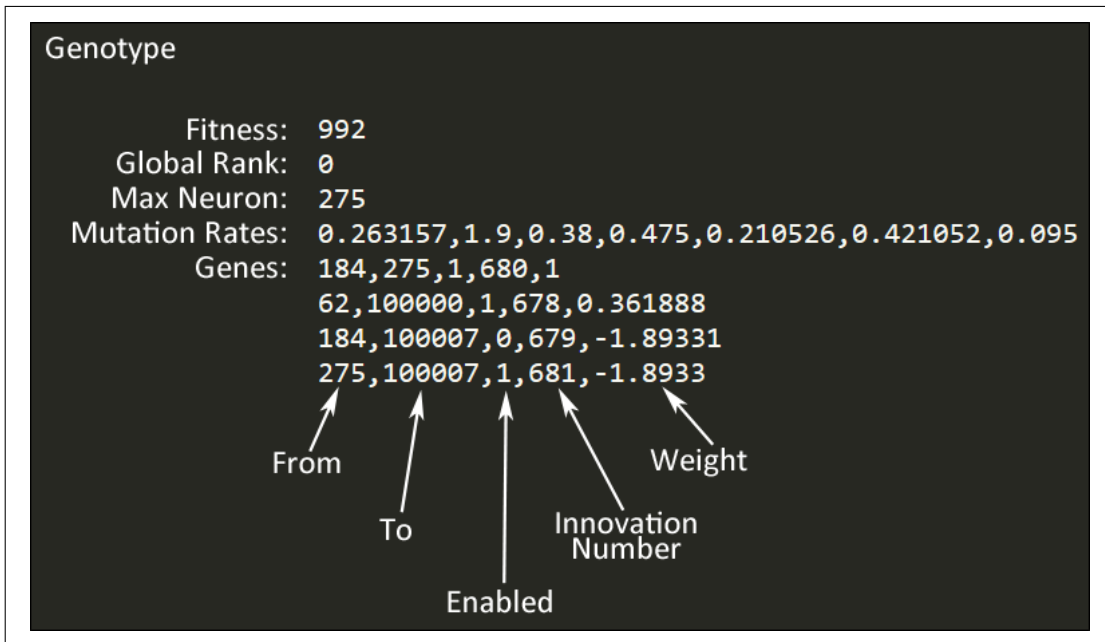 Genotype
Fitness: 992
Global Rank: 0
Max Neuron: 275
Mutation Rates: 0.263157,1.9,0.38,0.475,0.210526,0.421052,0.095
Genes: 184,275,1,680,1
62,100000,1,678,0.361888
184,100007,0,679,-1.89331
275,100007,1,681,-1.8933
From
To
Enabled
Innovation
Number
Weight